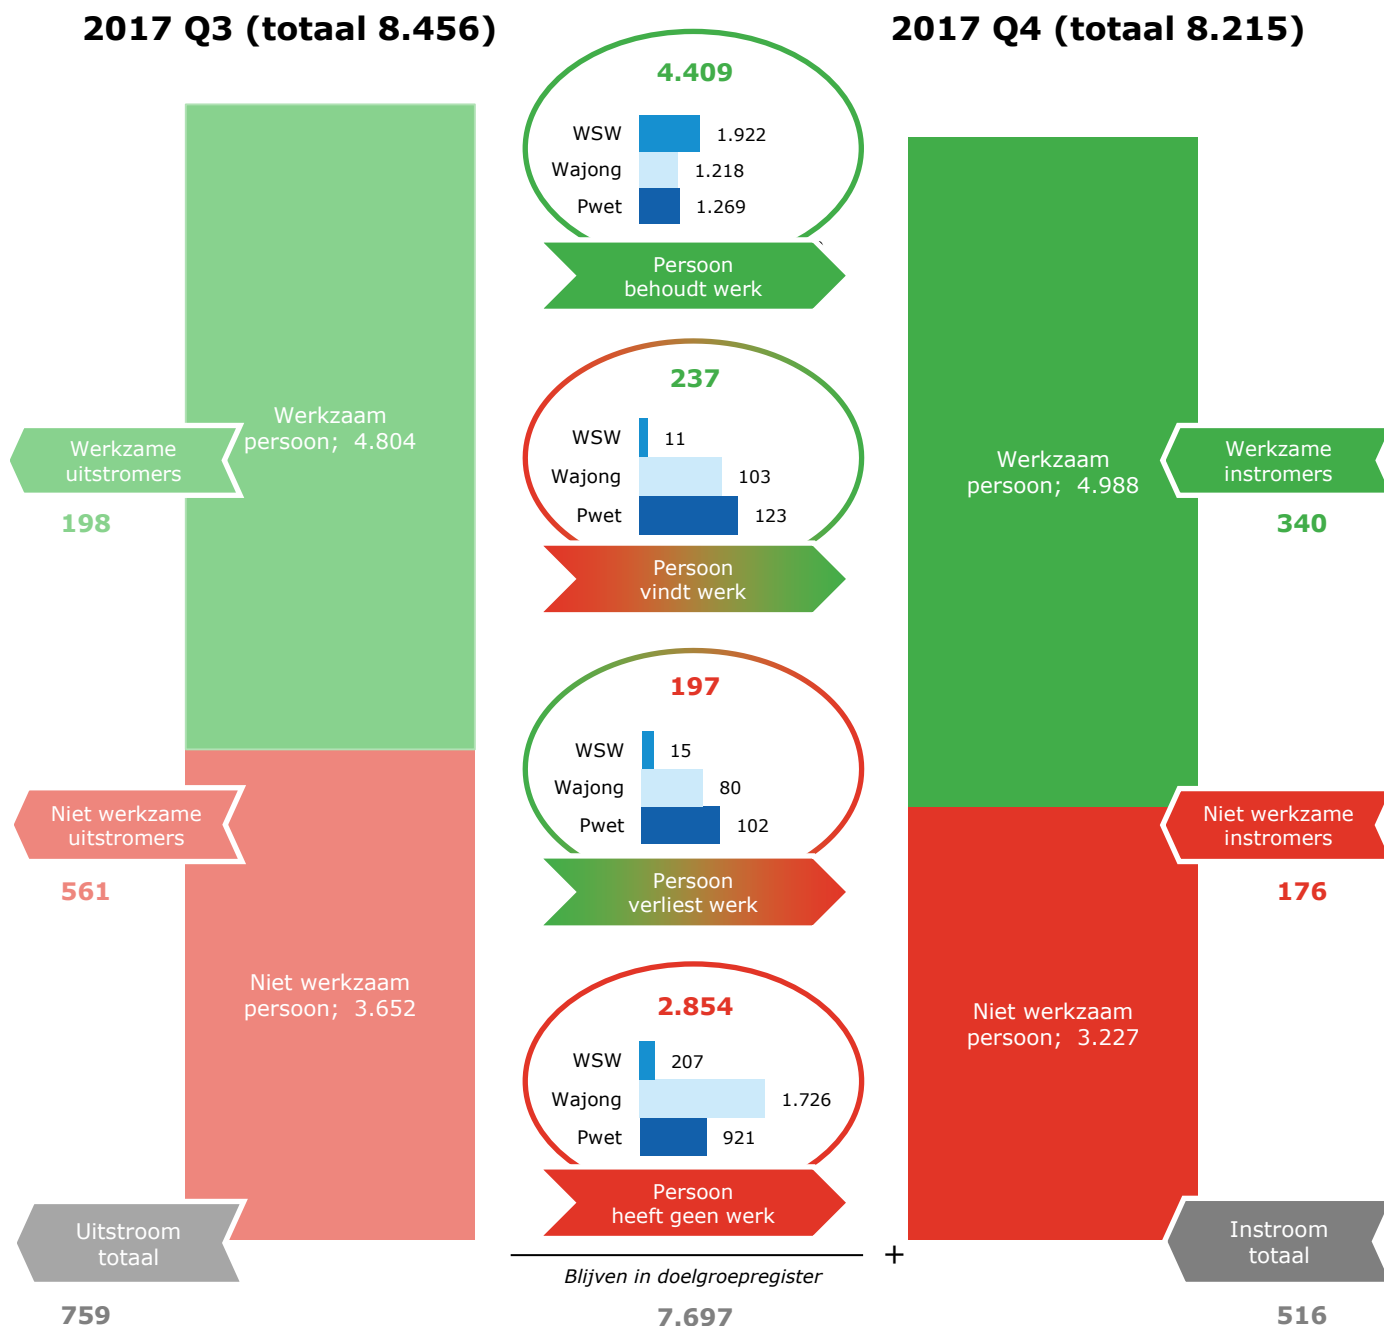 2017 Q3 (totaal 8.456)
2017 Q4 (totaal 8.215)
4.409
WSW 1.922
Wajong 1.218
Pwet 1.269
Persoon
behoudt werk
237
WSW 11
Wajong 103
Pwet 123
Persoon
vindt werk
197
WSW 15
Wajong 80
Pwet 102
Persoon
verliest werk
2.854
WSW 207
Wajong 1.726
Pwet 921
Persoon
heeft geen werk
+
Blijven in doelgroepregister
7.697
Werkzaam
persoon; 4.804
Werkzame
uitstromers
198
Niet werkzame
uitstromers
561
Niet werkzaam
persoon; 3.652
Uitstroom
totaal
759
Werkzaam
persoon; 4.988
Werkzame
instromers
340
Niet werkzame
instromers
176
Niet werkzaam
persoon; 3.227
Instroom
totaal
516